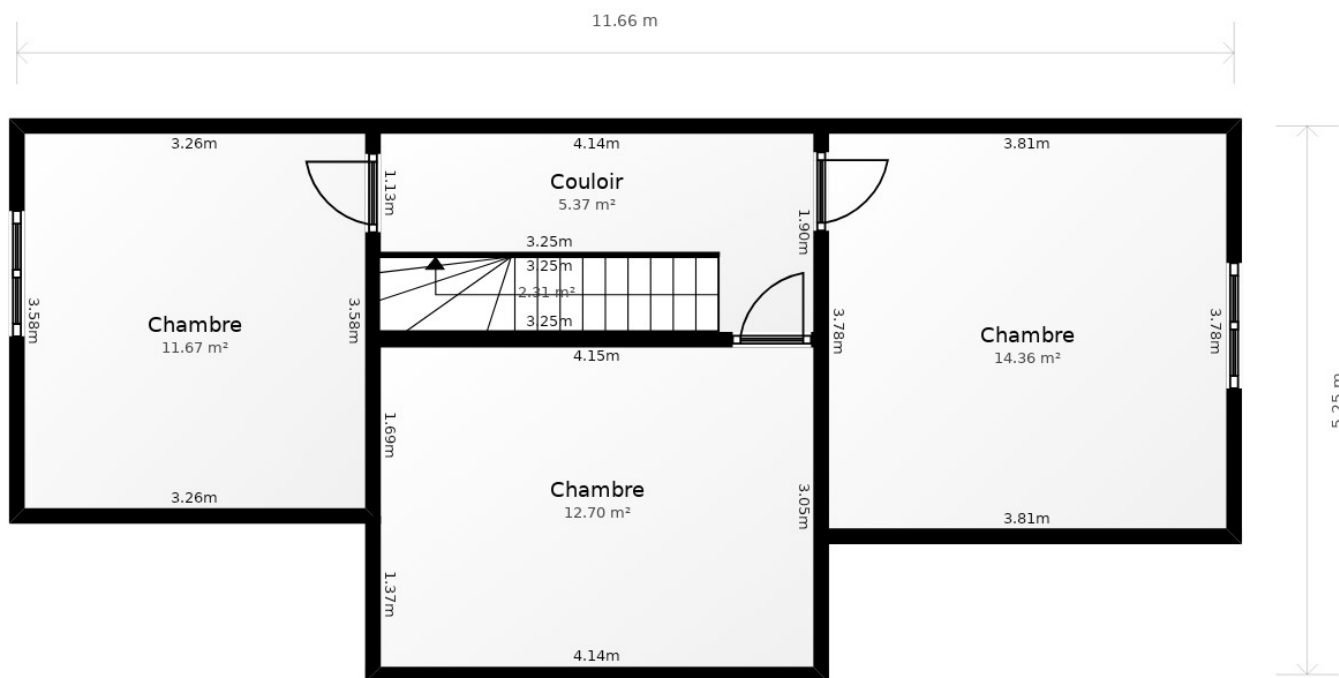 11.66 m
3.26m
4.14m
3.81m
Couloir
5.37 m²
1.13m
1.90m
3.25m
3.25m
2.31 m²
3.25m
3.58m
3.58m
Chambre
11.67 m²
3.78m
3.78m
Chambre
14.36 m²
4.15m
5.25 m
1.69m
Chambre
12.70 m²
3.05m
3.26m
3.81m
1.37m
4.14m